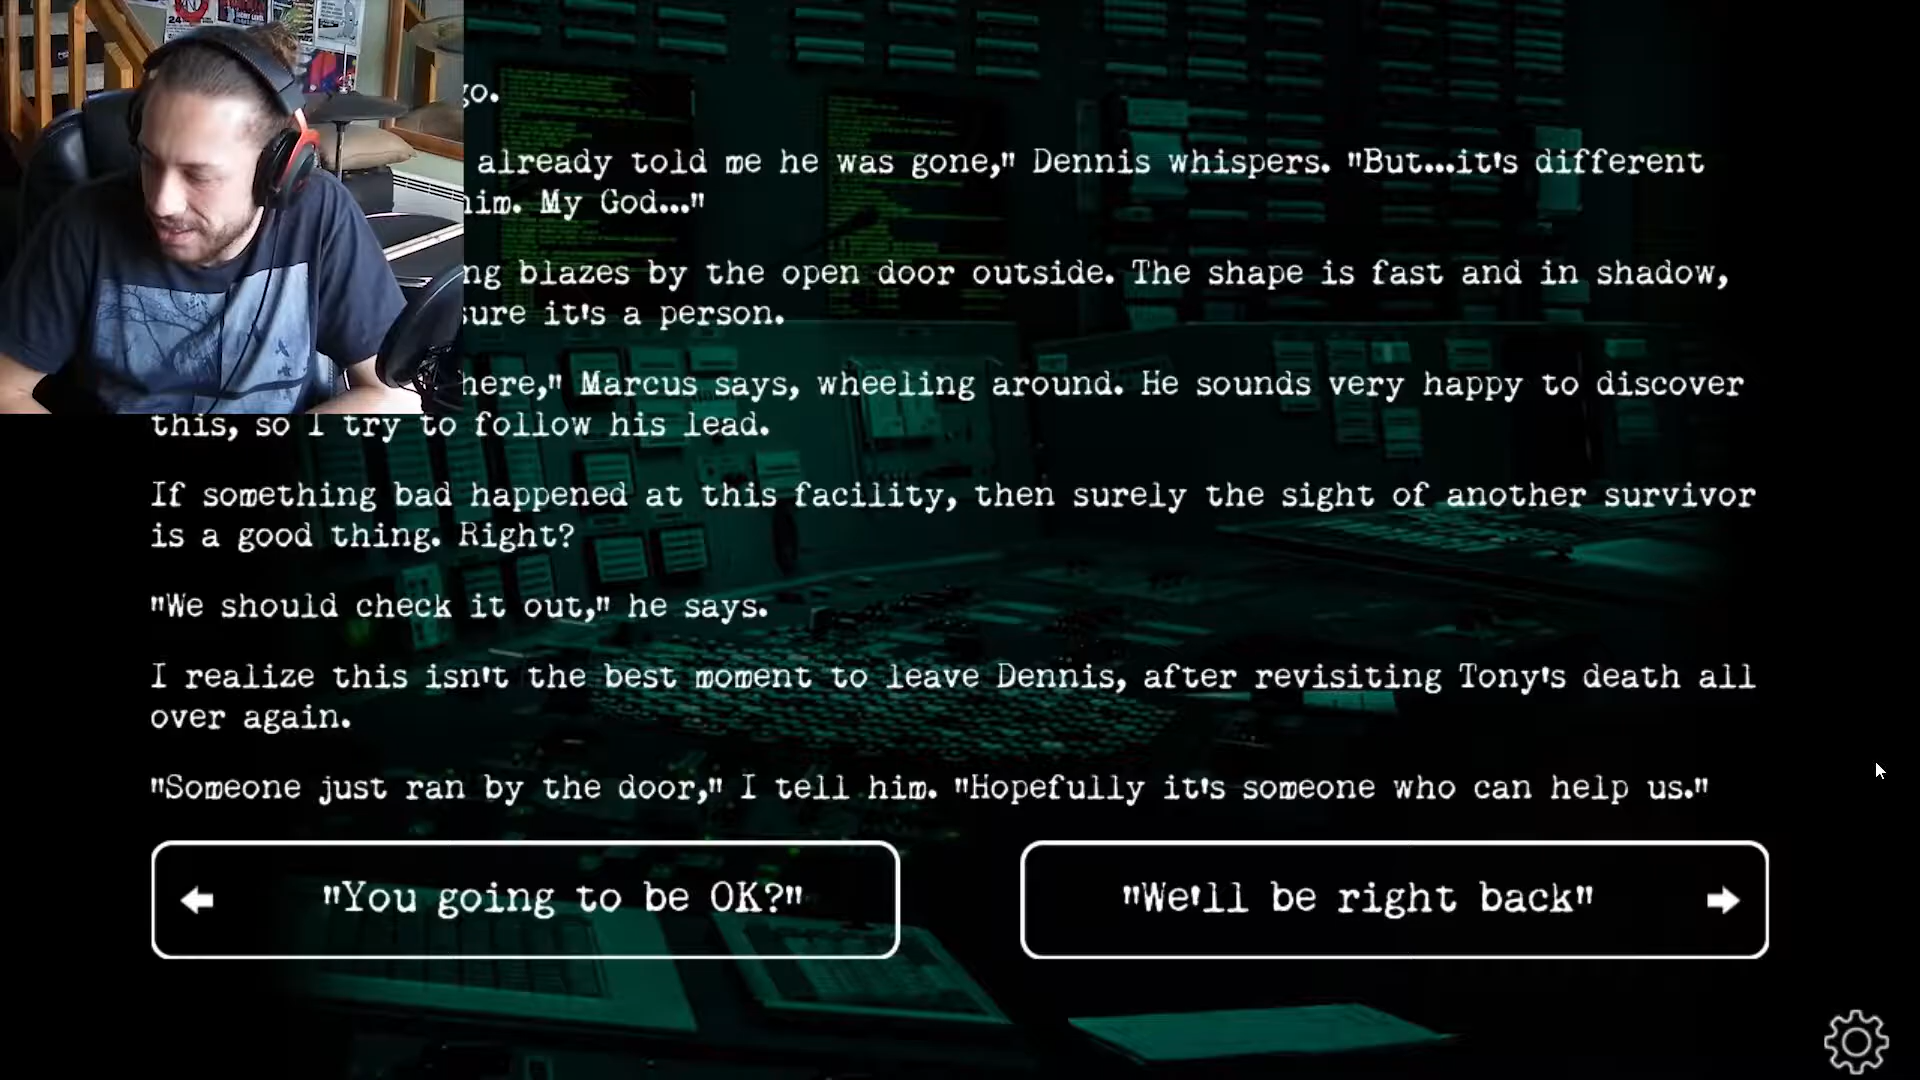 go.
already told me he was gone," Dennis whispers. "But...it's different
him. My God..."
blazes by the open door outside. The shape is fast and in shadow,
sure it's a person.
here," Marcus says, wheeling around. He sounds very happy to discover
this, so I try to follow his lead.
If something bad happened at this facility, then surely the sight of another survivor
is a good thing. Right?
"We should check it out," he says.
I realize this isn't the best moment to leave Dennis, after revisiting Tony's death all
over again.
"Someone just ran by the door," I tell him. "Hopefully it's someone who can help us."
"You going to be OK?"
"We'll be right back"